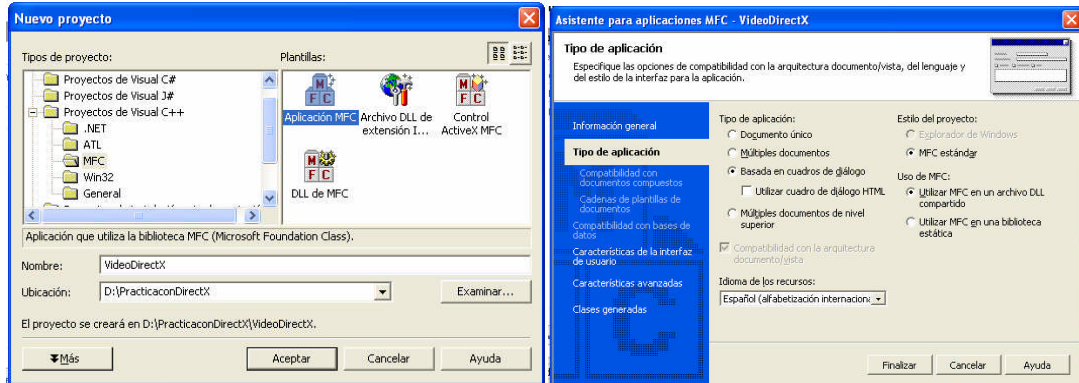 Nuevo proyecto
Tipos de proyecto:
Plantillas:
Proyectos de Visual C#
Proyectos de Visual J#
Proyectos de Visual C++
.NET
ATL
MFC
Win32
General
Aplicación MFC
Archivo DLL de
extensión I...
Control
ActiveX MFC
DLL de MFC
Aplicación que utiliza la biblioteca MFC (Microsoft Foundation Class).
Nombre:
VideoDirectX
Ubicación:
D:\PracticaconDirectX
Examinar...
El proyecto se creará en D:\PracticaconDirectX\VideoDirectX.
Más
Aceptar
Cancelar
Ayuda
Asistente para aplicaciones MFC - VideoDirectX
Tipo de aplicación
Especifique las opciones de compatibilidad con la arquitectura documento/vista, del lenguaje y
del estilo de la interfaz para la aplicación.
Información general
Tipo de aplicación
Compatibilidad con
documentos compuestos
Cadenas de plantillas de
documentos
Compatibilidad con bases de
datos
Características de la interfaz
de usuario
Características avanzadas
Clases generadas
Tipo de aplicación:
Documento único
Múltiples documentos
Basada en cuadros de diálogo
Utilizar cuadro de diálogo HTML
Múltiples documentos de nivel
superior
Compatibilidad con la arquitectura
documento/vista
Idioma de los recursos:
Español (alfabetización internacion
Estilo del proyecto:
Explorador de Windows
MFC estándar
Uso de MFC:
Utilizar MFC en un archivo DLL
compartido
Utilizar MFC en una biblioteca
estática
Finalizar
Cancelar
Ayuda